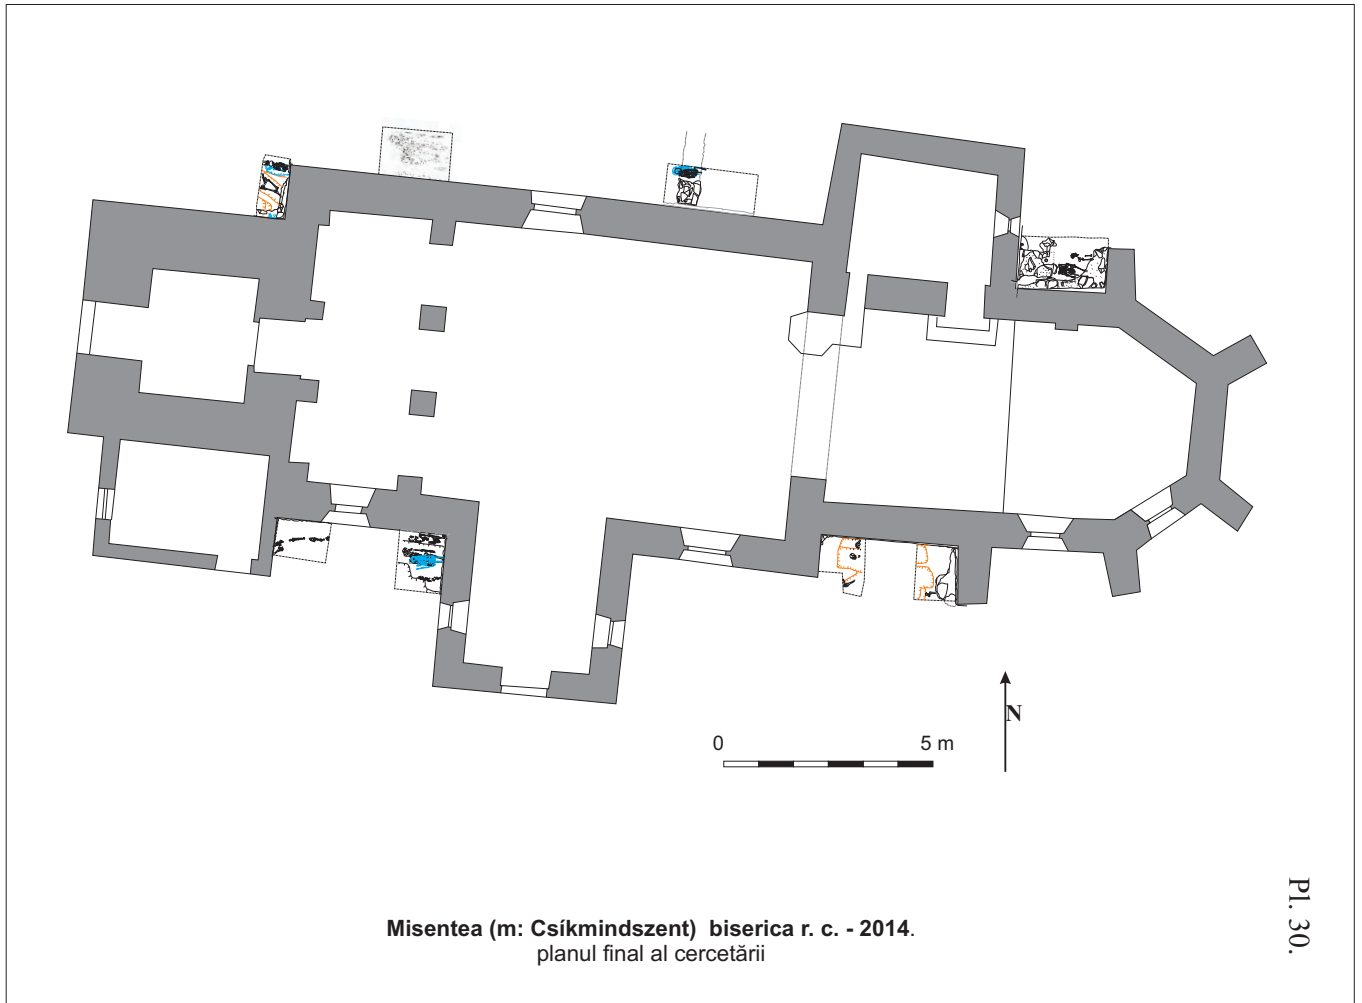 N
0 5 m
Misentea (m: Csíkmindszent) biserica r. c. - 2014.
planul final al cercetării
Pl. 30.